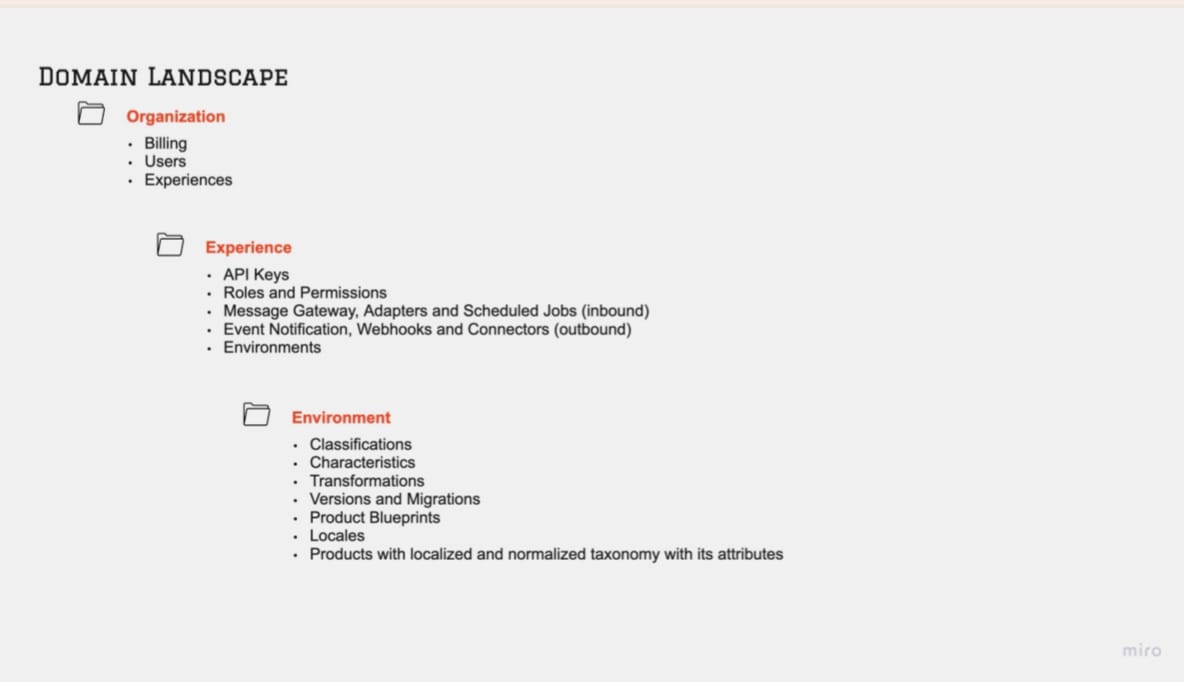 Domain Landscape
Organization
• Billing
• Users
• Experiences
Experience
• API Keys
• Roles and Permissions
• Message Gateway, Adapters and Scheduled Jobs (inbound)
• Event Notification, Webhooks and Connectors (outbound)
• Environments
Environment
• Classifications
• Characteristics
• Transformations
• Versions and Migrations
• Product Blueprints
• Locales
• Products with localized and normalized taxonomy with its attributes
miro